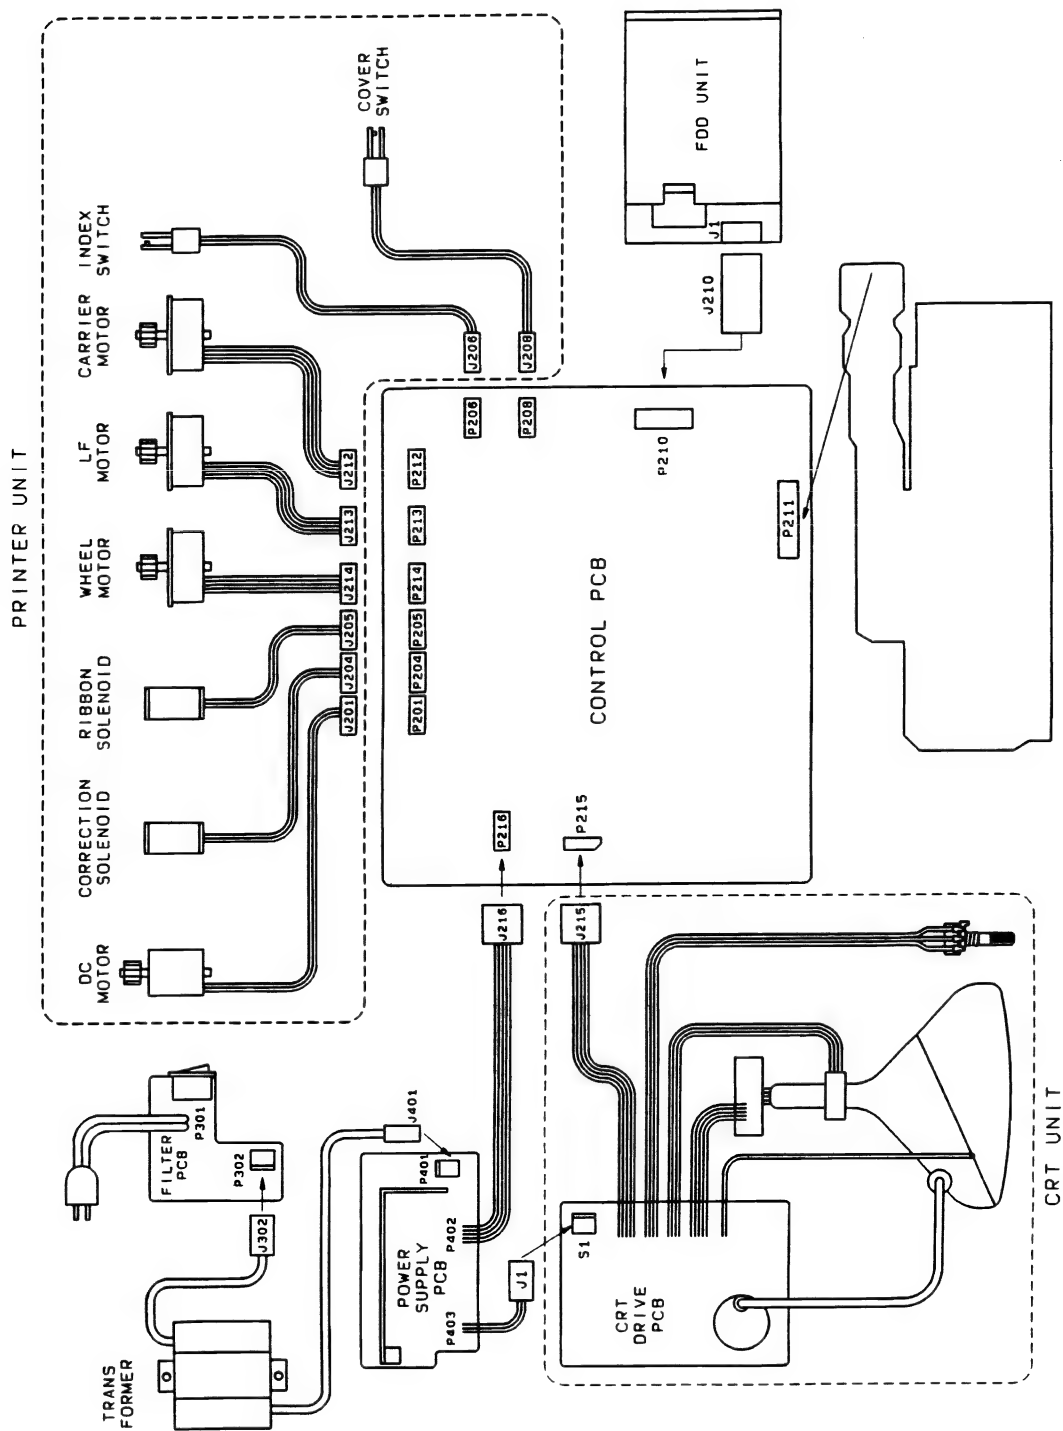 PRINTER UNIT
DC
MOTOR
CORRECTION
SOLENOID
RIBBON
SOLENOID
WHEEL
MOTOR
LF
MOTOR
CARRIER
MOTOR
INDEX
SWITCH
COVER
SWITCH
J201
J204
J205
J214
J213
J212
J206
J208
P201
P204
P205
P214
P213
P212
P206
P208
P216
P215
P210
P211
CONTROL PCB
J210
J1
FDD UNIT
FILTER
PCB
P301
P302
J302
TRANS
FORMER
J401
P401
POWER
SUPPLY
PCB
P402
P403
J216
J215
J1
S1
CRT
DRIVE
PCB
CRT UNIT